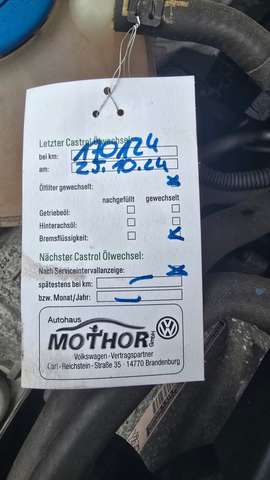 Letzter Castrol Ölwechsel:
bei km: 170124
am: 25.10.24
Ölfilter gewechselt:
nachgefüllt gewechselt
Getriebeöl:
Hinterachsöl:
Bremsflüssigkeit:
Nächster Castrol Ölwechsel:
Nach Serviceintervallanzeige:
spätestens bei km:
bzw. Monat/Jahr:
Autohaus
MOTHOR GmbH
Volkswagen - Vertragspartner
Carl-Reichstein-Straße 35 · 14770 Brandenburg